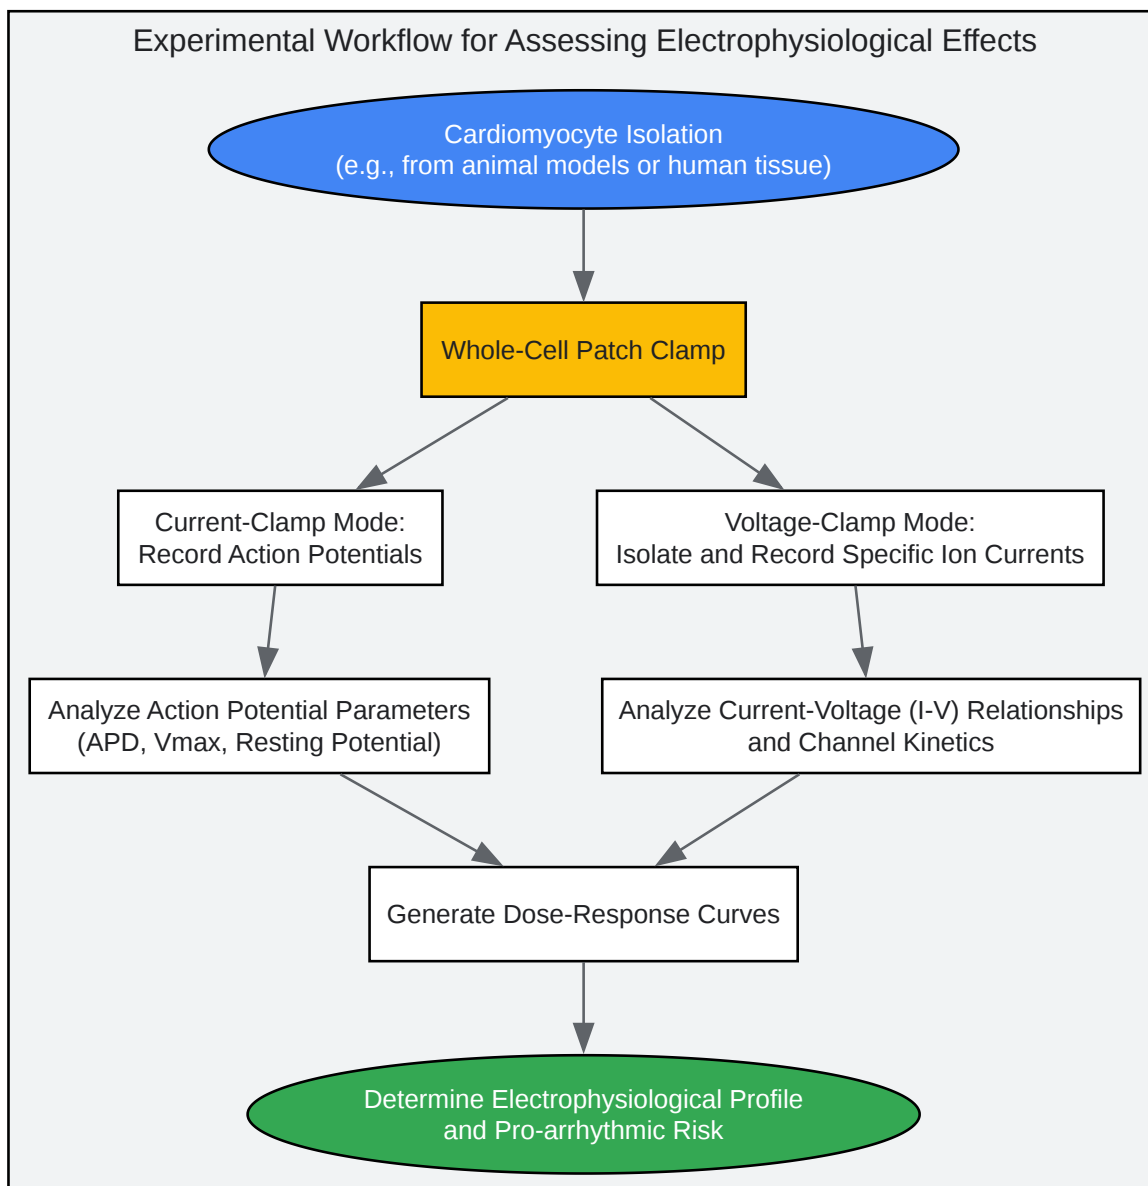 Experimental Workflow for Assessing Electrophysiological Effects
Cardiomyocyte Isolation
(e.g., from animal models or human tissue)
Whole-Cell Patch Clamp
Current-Clamp Mode:
Record Action Potentials
Voltage-Clamp Mode:
Isolate and Record Specific Ion Currents
Analyze Action Potential Parameters
(APD, Vmax, Resting Potential)
Analyze Current-Voltage (I-V) Relationships
and Channel Kinetics
Generate Dose-Response Curves
Determine Electrophysiological Profile
and Pro-arrhythmic Risk